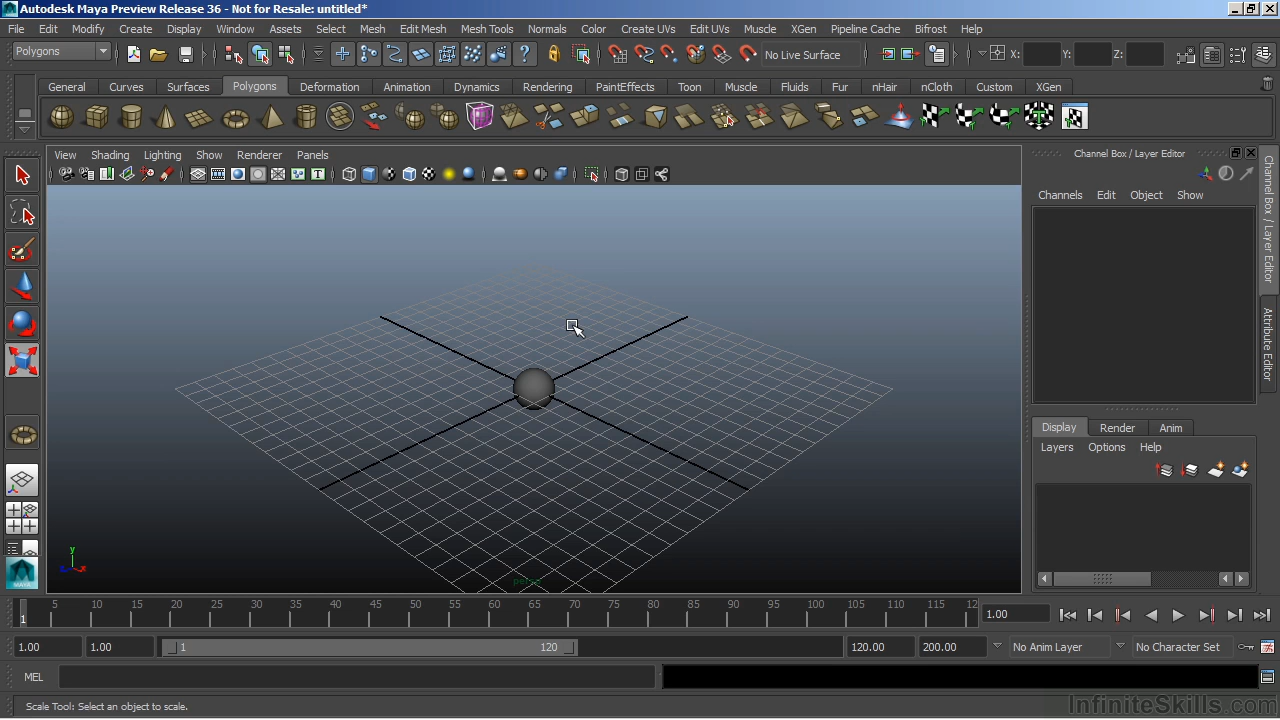 Autodesk Maya Preview Release 36 - Not for Resale: untitled*
File Edit Modify Create Display Window Assets Select Mesh Edit Mesh Mesh Tools Normals Color Create UVs Edit UVs Muscle XGen Pipeline Cache Bifrost Help
Polygons No Live Surface X: Y: Z:
General Curves Surfaces Polygons Deformation Animation Dynamics Rendering PaintEffects Toon Muscle Fluids Fur nHair nCloth Custom XGen
View Shading Lighting Show Renderer Panels
Channel Box / Layer Editor
Channels Edit Object Show
Channel Box / Layer Editor
Attribute Editor
Display Render Anim
Layers Options Help
y
persp
MAYA
1 5 10 15 20 25 30 35 40 45 50 55 60 65 70 75 80 85 90 95 100 105 110 115 12
1.00
1.00 1.00 1 120 120.00 200.00 No Anim Layer No Character Set
MEL
Scale Tool: Select an object to scale.
InfiniteSkills.com